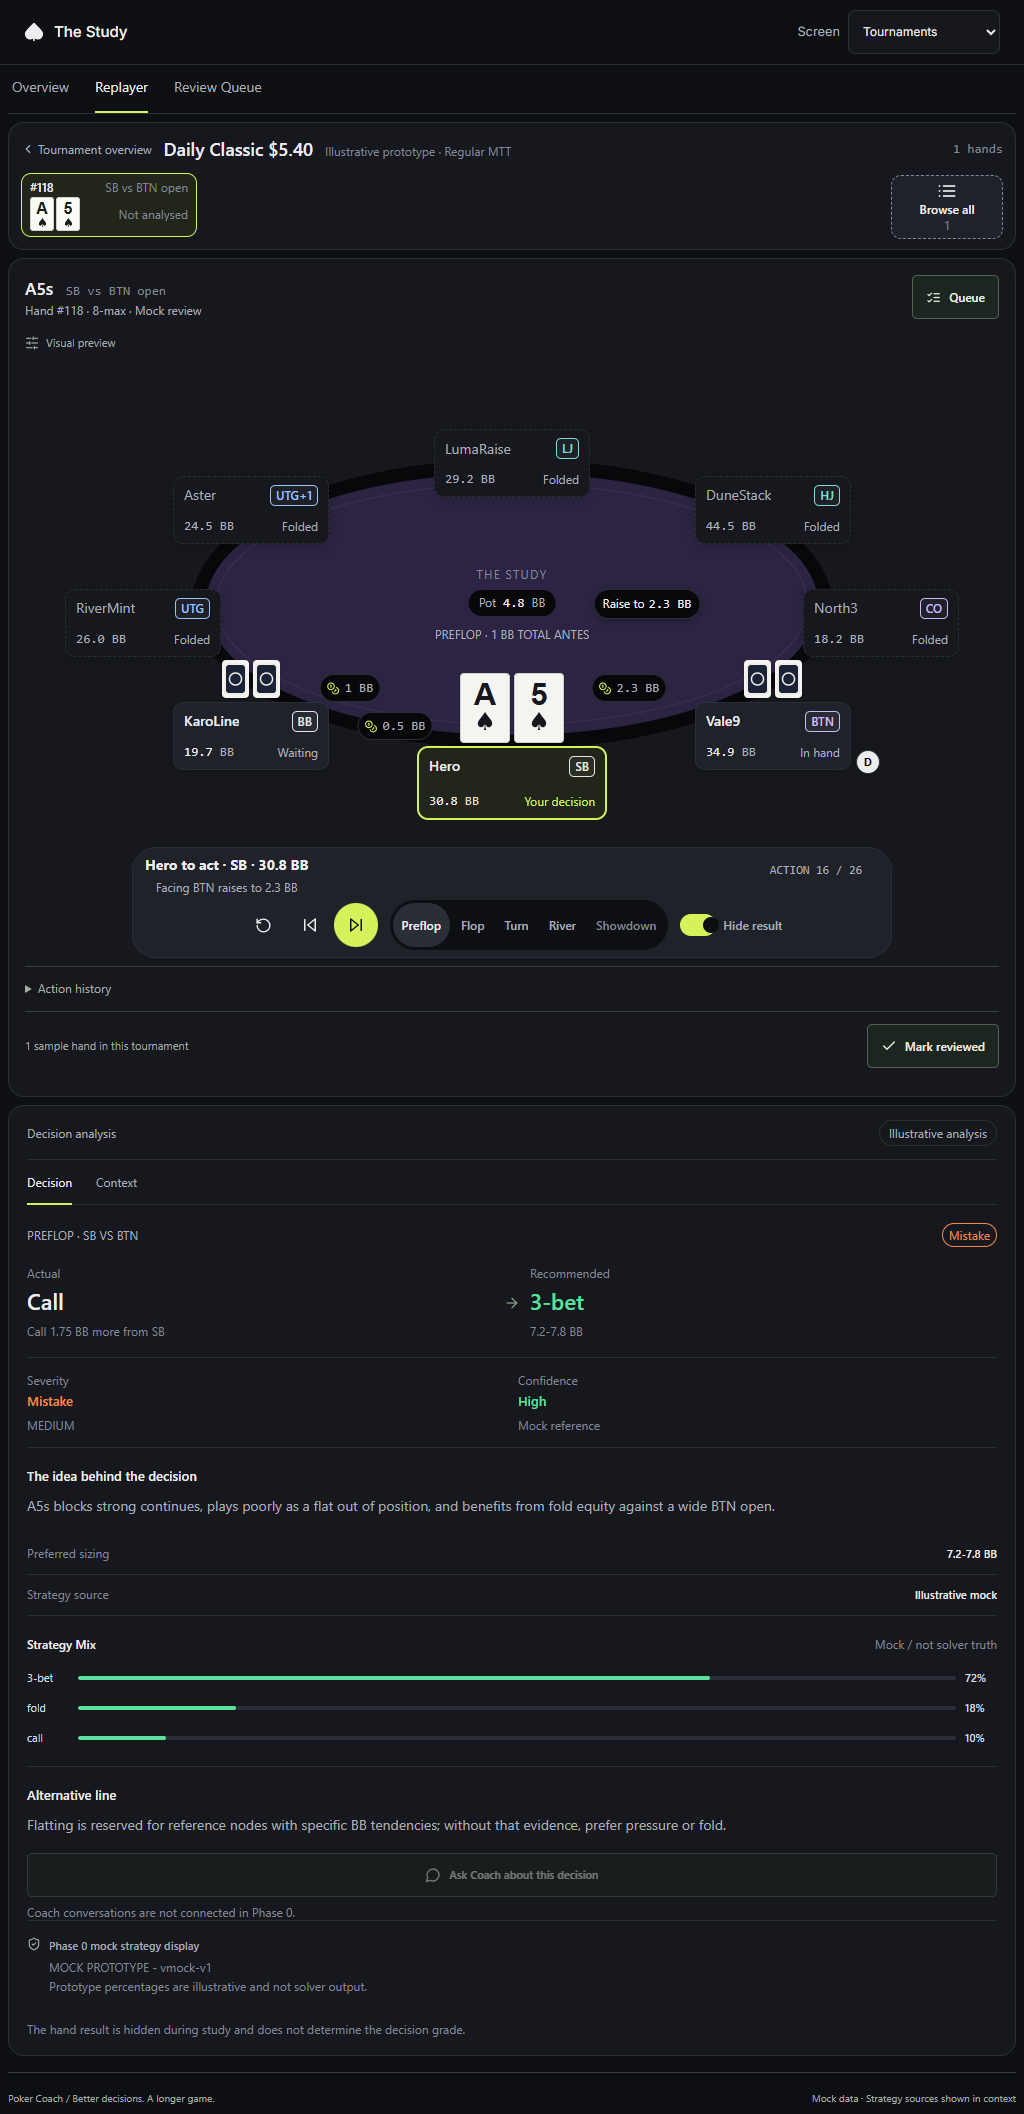 The Study
Screen
Tournaments
Overview
Replayer
Review Queue
Tournament overview
Daily Classic $5.40
Illustrative prototype · Regular MTT
1 hands
#118
SB vs BTN open
A 5
Not analysed
Browse all
1
A5s
SB vs BTN open
Hand #118 · 8-max · Mock review
Queue
Visual preview
LumaRaise LJ
29.2 BB Folded
Aster UTG+1
24.5 BB Folded
DuneStack HJ
44.5 BB Folded
THE STUDY
Pot 4.8 BB
Raise to 2.3 BB
PREFLOP · 1 BB TOTAL ANTES
RiverMint UTG
26.0 BB Folded
North3 CO
18.2 BB Folded
1 BB
0.5 BB
A 5
2.3 BB
KaroLine BB
19.7 BB Waiting
Vale9 BTN
34.9 BB In hand
D
Hero SB
30.8 BB Your decision
Hero to act · SB · 30.8 BB
Facing BTN raises to 2.3 BB
ACTION 16 / 26
Preflop
Flop
Turn
River
Showdown
Hide result
Action history
1 sample hand in this tournament
Mark reviewed
Decision analysis
Illustrative analysis
Decision
Context
PREFLOP · SB VS BTN
Mistake
Actual
Call
Call 1.75 BB more from SB
Recommended
3-bet
7.2-7.8 BB
Severity
Mistake
MEDIUM
Confidence
High
Mock reference
The idea behind the decision
A5s blocks strong continues, plays poorly as a flat out of position, and benefits from fold equity against a wide BTN open.
Preferred sizing 7.2-7.8 BB
Strategy source Illustrative mock
Strategy Mix Mock / not solver truth
3-bet 72%
fold 18%
call 10%
Alternative line
Flatting is reserved for reference nodes with specific BB tendencies; without that evidence, prefer pressure or fold.
Ask Coach about this decision
Coach conversations are not connected in Phase 0.
Phase 0 mock strategy display
MOCK PROTOTYPE - vmock-v1
Prototype percentages are illustrative and not solver output.
The hand result is hidden during study and does not determine the decision grade.
Poker Coach / Better decisions. A longer game.
Mock data · Strategy sources shown in context